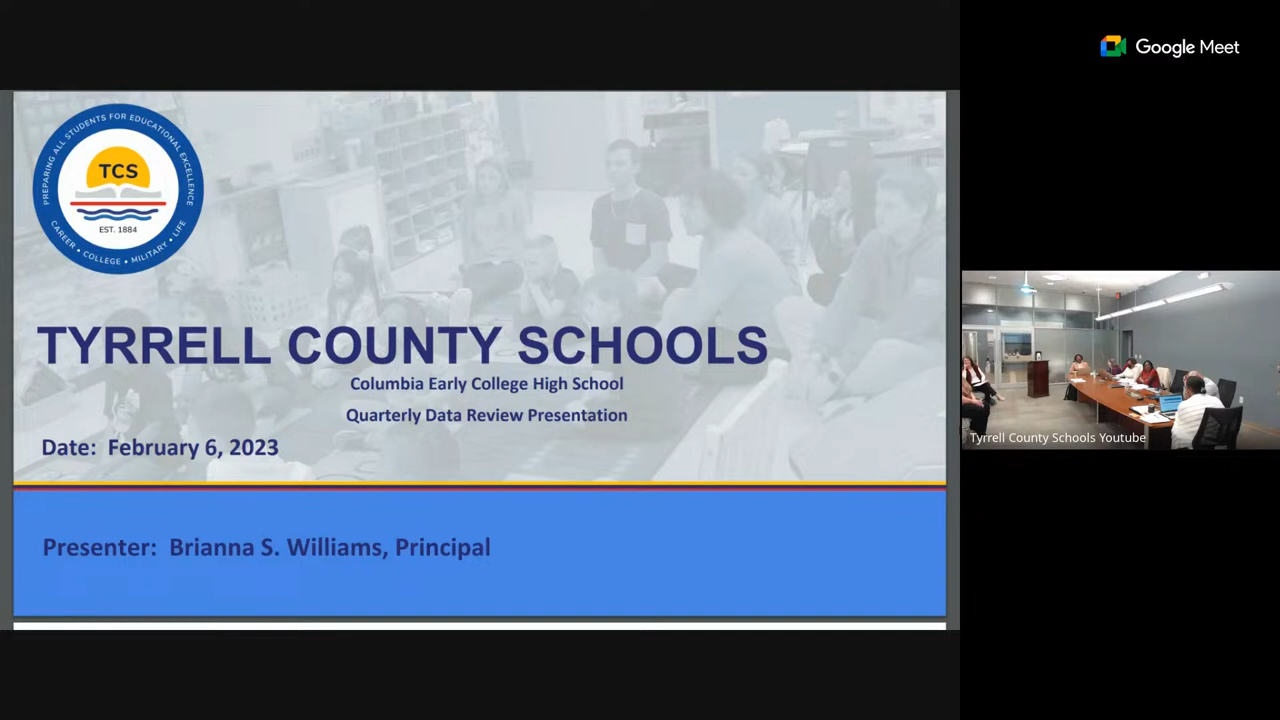 PREPARING ALL STUDENTS FOR EDUCATIONAL EXCELLENCE
TCS
EST. 1884
CAREER • COLLEGE • MILITARY • LIFE
TYRRELL COUNTY SCHOOLS
Columbia Early College High School
Quarterly Data Review Presentation
Date: February 6, 2023
Presenter: Brianna S. Williams, Principal
Google Meet
Tyrrell County Schools Youtube